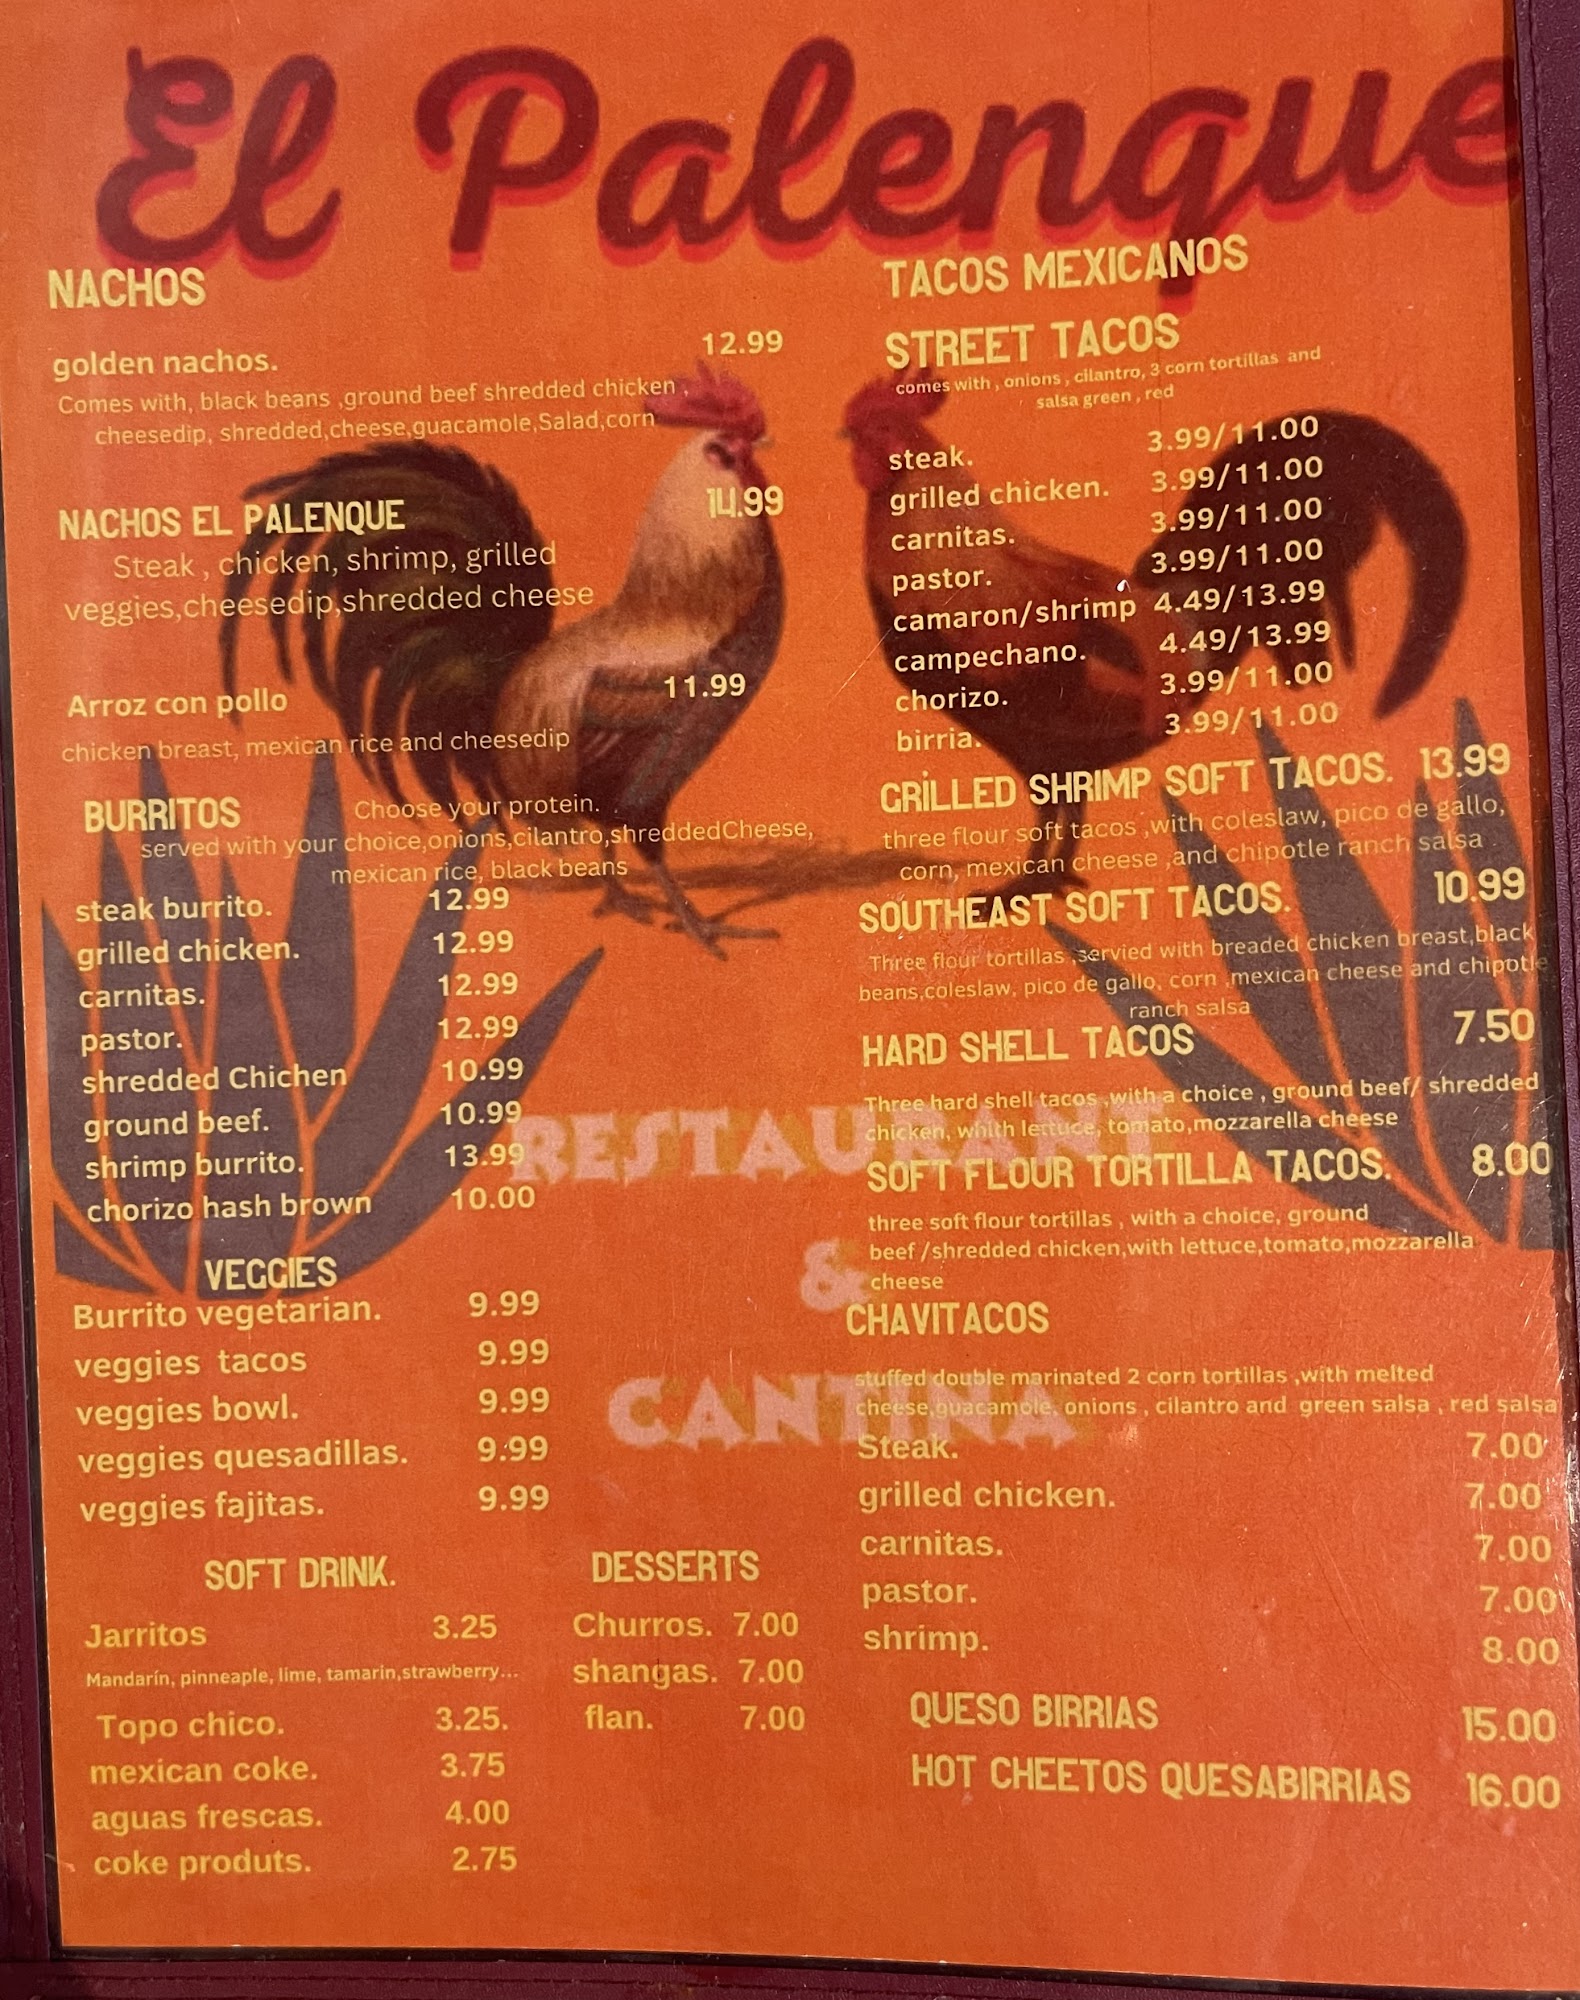 El Palenque
NACHOS
golden nachos. 12.99
Comes with, black beans ,ground beef shredded chicken ,
cheesedip, shredded,cheese,guacamole,Salad,corn
NACHOS EL PALENQUE 14.99
Steak , chicken, shrimp, grilled
veggies,cheesedip,shredded cheese
Arroz con pollo 11.99
chicken breast, mexican rice and cheesedip
BURRITOS Choose your protein.
served with your choice,onions,cilantro,shreddedCheese,
mexican rice, black beans
steak burrito. 12.99
grilled chicken. 12.99
carnitas. 12.99
pastor. 12.99
shredded Chichen 10.99
ground beef. 10.99
shrimp burrito. 13.99
chorizo hash brown 10.00
VEGGIES
Burrito vegetarian. 9.99
veggies tacos 9.99
veggies bowl. 9.99
veggies quesadillas. 9.99
veggies fajitas. 9.99
SOFT DRINK.
Jarritos 3.25
Mandarín, pinneaple, lime, tamarin,strawberry...
Topo chico. 3.25.
mexican coke. 3.75
aguas frescas. 4.00
coke produts. 2.75
DESSERTS
Churros. 7.00
shangas. 7.00
flan. 7.00
RESTAURANT
&
CANTINA
TACOS MEXICANOS
STREET TACOS
comes with , onions , cilantro, 3 corn tortillas and
salsa green , red
steak. 3.99/11.00
grilled chicken. 3.99/11.00
carnitas. 3.99/11.00
pastor. 3.99/11.00
camaron/shrimp 4.49/13.99
campechano. 4.49/13.99
chorizo. 3.99/11.00
birria. 3.99/11.00
GRILLED SHRIMP SOFT TACOS. 13.99
three flour soft tacos ,with coleslaw, pico de gallo,
corn, mexican cheese ,and chipotle ranch salsa .
SOUTHEAST SOFT TACOS. 10.99
Three flour tortillas ,servied with breaded chicken breast,black
beans,coleslaw, pico de gallo, corn ,mexican cheese and chipotle
ranch salsa
HARD SHELL TACOS 7.50
Three hard shell tacos ,with a choice , ground beef/ shredded
chicken, whith lettuce, tomato,mozzarella cheese
SOFT FLOUR TORTILLA TACOS. 8.00
three soft flour tortillas , with a choice, ground
beef /shredded chicken,with lettuce,tomato,mozzarella
cheese
CHAVITACOS
stuffed double marinated 2 corn tortillas ,with melted
cheese,guacamole, onions , cilantro and green salsa , red salsa
Steak. 7.00
grilled chicken. 7.00
carnitas. 7.00
pastor. 7.00
shrimp. 8.00
QUESO BIRRIAS 15.00
HOT CHEETOS QUESABIRRIAS 16.00